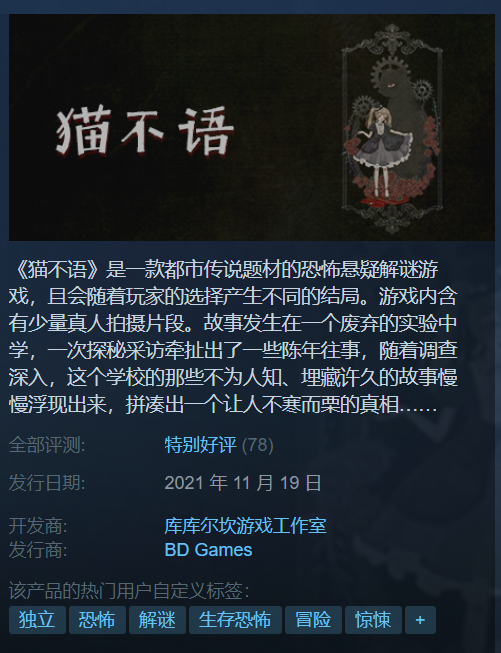 猫不语
《猫不语》是一款都市传说题材的恐怖悬疑解谜游
戏，且会随着玩家的选择产生不同的结局。游戏内含
有少量真人拍摄片段。故事发生在一个废弃的实验中
学，一次探秘采访牵扯出了一些陈年往事，随着调查
深入，这个学校的那些不为人知、埋藏许久的故事慢
慢浮现出来，拼凑出一个让人不寒而栗的真相……
全部评测: 特别好评 (78)
发行日期: 2021 年 11 月 19 日
开发商: 库库尔坎游戏工作室
发行商: BD Games
该产品的热门用户自定义标签：
独立 恐怖 解谜 生存恐怖 冒险 惊悚 +